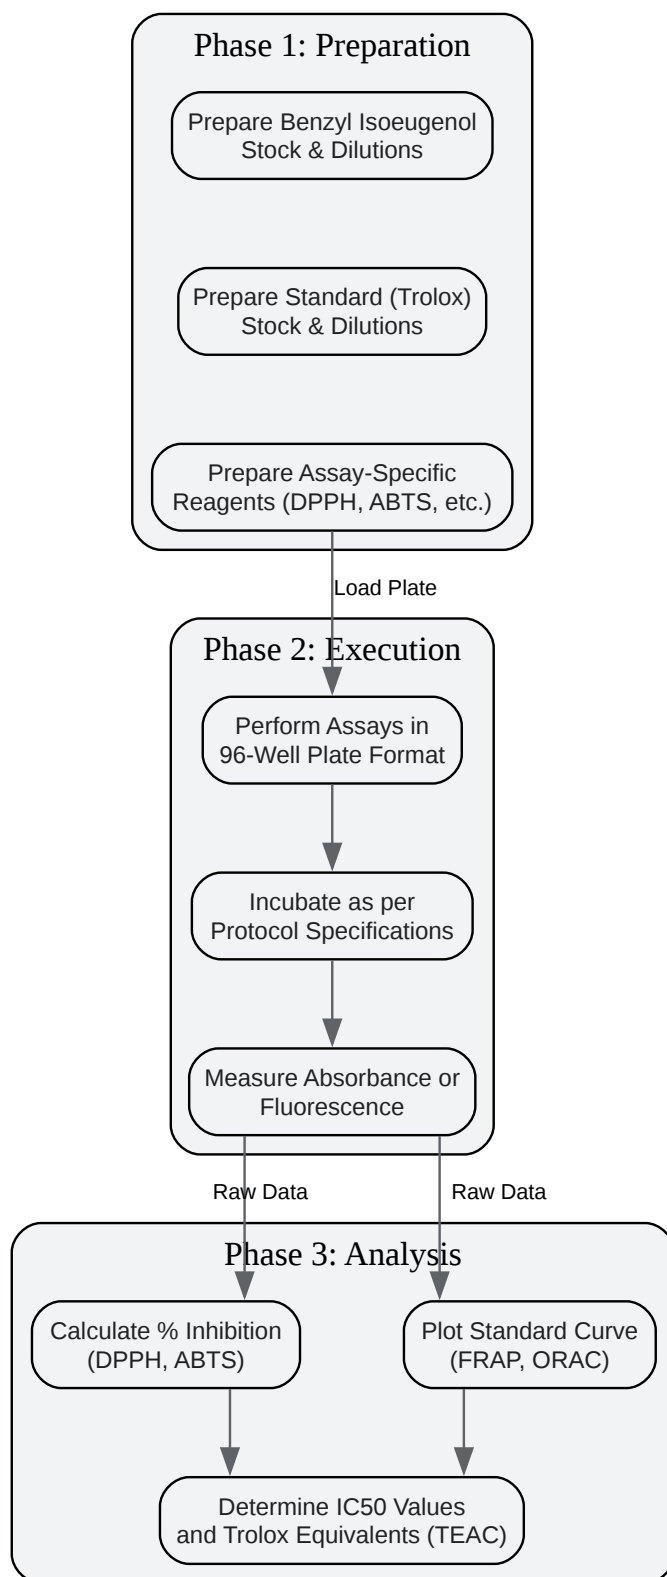 Phase 1: Preparation
Prepare Benzyl Isoeugenol
Stock & Dilutions
Prepare Standard (Trolox)
Stock & Dilutions
Prepare Assay-Specific
Reagents (DPPH, ABTS, etc.)
Load Plate
Phase 2: Execution
Perform Assays in
96-Well Plate Format
Incubate as per
Protocol Specifications
Measure Absorbance or
Fluorescence
Raw Data
Raw Data
Phase 3: Analysis
Calculate % Inhibition
(DPPH, ABTS)
Plot Standard Curve
(FRAP, ORAC)
Determine IC50 Values
and Trolox Equivalents (TEAC)